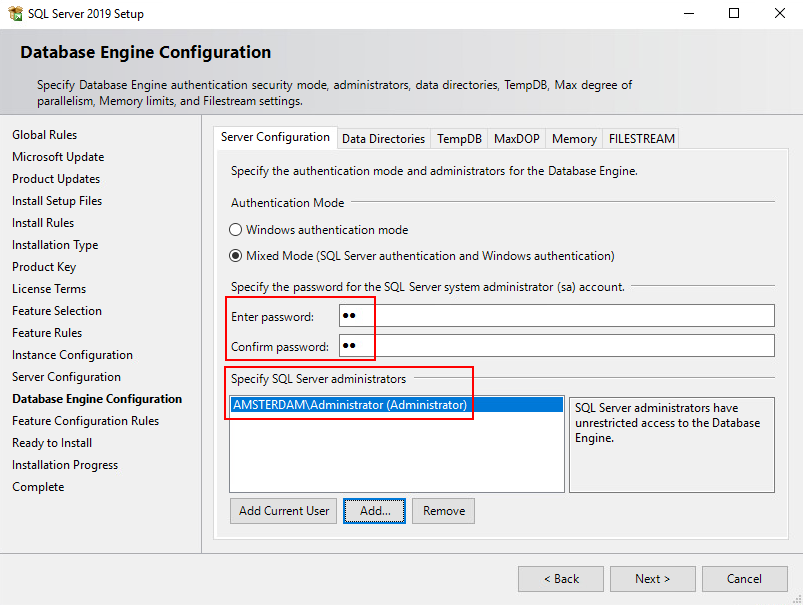 SQL Server 2019 Setup
Database Engine Configuration
Specify Database Engine authentication security mode, administrators, data directories, TempDB, Max degree of
parallelism, Memory limits, and Filestream settings.
Global Rules
Microsoft Update
Product Updates
Install Setup Files
Install Rules
Installation Type
Product Key
License Terms
Feature Selection
Feature Rules
Instance Configuration
Server Configuration
Database Engine Configuration
Feature Configuration Rules
Ready to Install
Installation Progress
Complete
Server Configuration Data Directories TempDB MaxDOP Memory FILESTREAM
Specify the authentication mode and administrators for the Database Engine.
Authentication Mode
Windows authentication mode
Mixed Mode (SQL Server authentication and Windows authentication)
Specify the password for the SQL Server system administrator (sa) account.
Enter password: ●●
Confirm password: ●●
Specify SQL Server administrators
AMSTERDAM\Administrator (Administrator)
SQL Server administrators have
unrestricted access to the Database
Engine.
Add Current User Add... Remove
< Back Next > Cancel